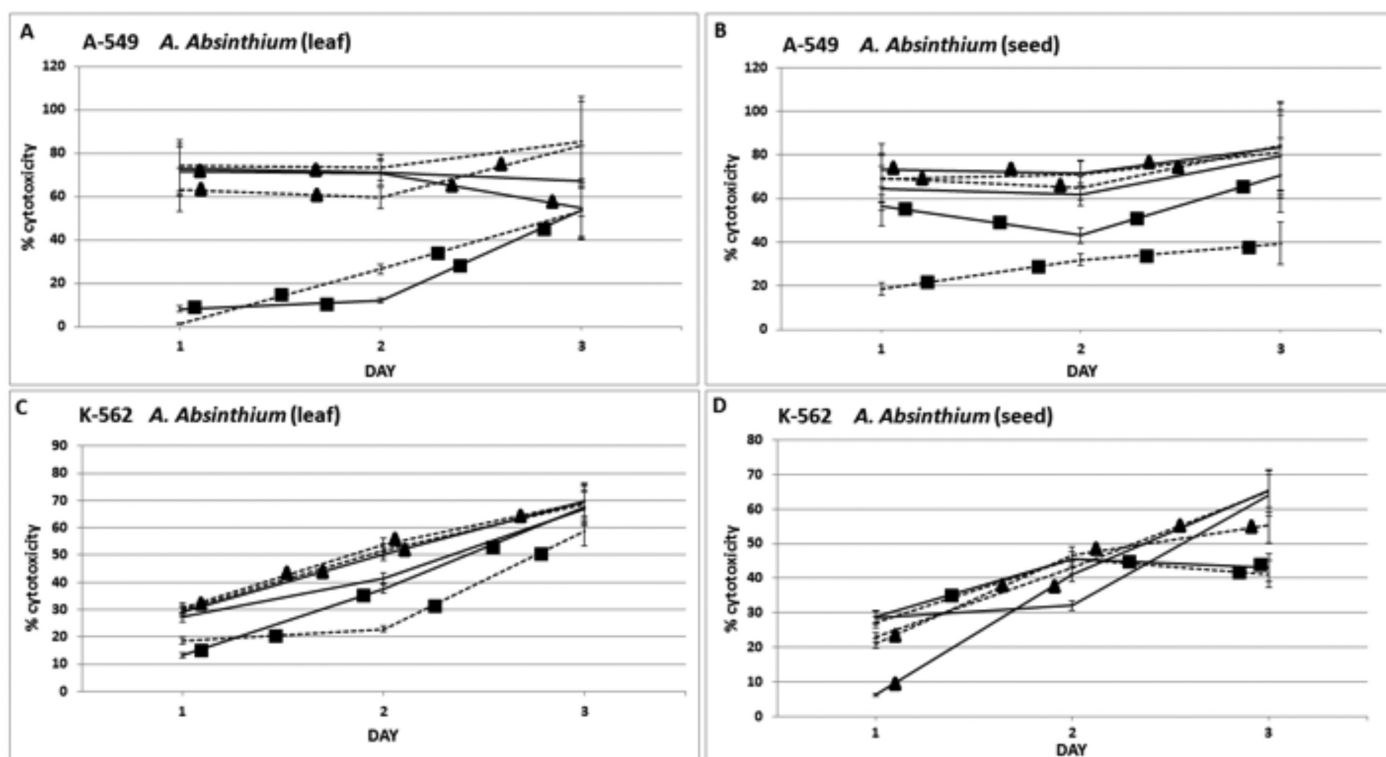 A
A-549 A. Absinthium (leaf)
120
100
80
60
40
20
0
% cytotoxicity
1 2 3
DAY
B
A-549 A. Absinthium (seed)
120
100
80
60
40
20
0
% cytotoxicity
1 2 3
DAY
C
K-562 A. Absinthium (leaf)
90
80
70
60
50
40
30
20
10
0
% cytotoxicity
1 2 3
DAY
D
K-562 A. Absinthium (seed)
80
70
60
50
40
30
20
10
0
% cytotoxicity
1 2 3
DAY